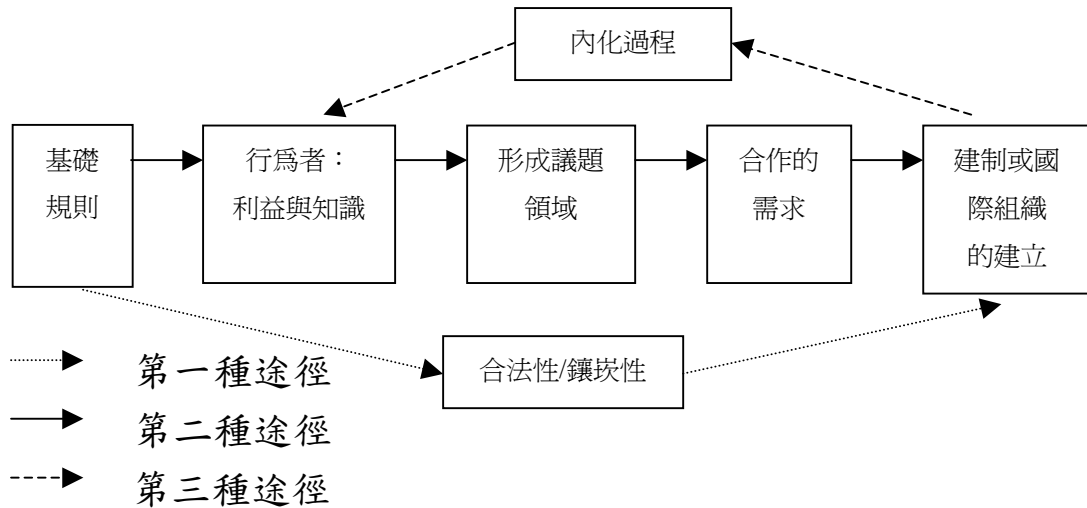 內化過程
基礎
規則
行為者：
利益與知識
形成議題
領域
合作的
需求
建制或國
際組織
的建立
合法性/鑲崁性
第一種途徑
第二種途徑
第三種途徑